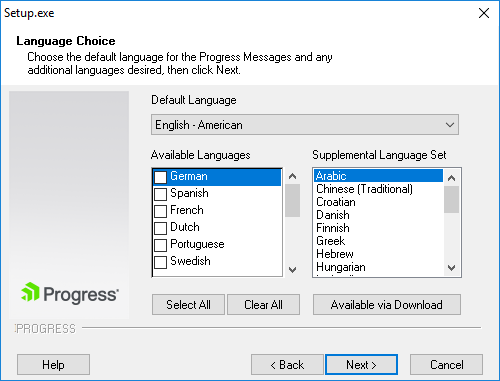 Setup.exe
Language Choice
Choose the default language for the Progress Messages and any
additional languages desired, then click Next.
Default Language
English - American
Available Languages
German
Spanish
French
Dutch
Portuguese
Swedish
Supplemental Language Set
Arabic
Chinese (Traditional)
Croatian
Danish
Finnish
Greek
Hebrew
Hungarian
Select All
Clear All
Available via Download
Progress
PROGRESS
Help
< Back
Next >
Cancel